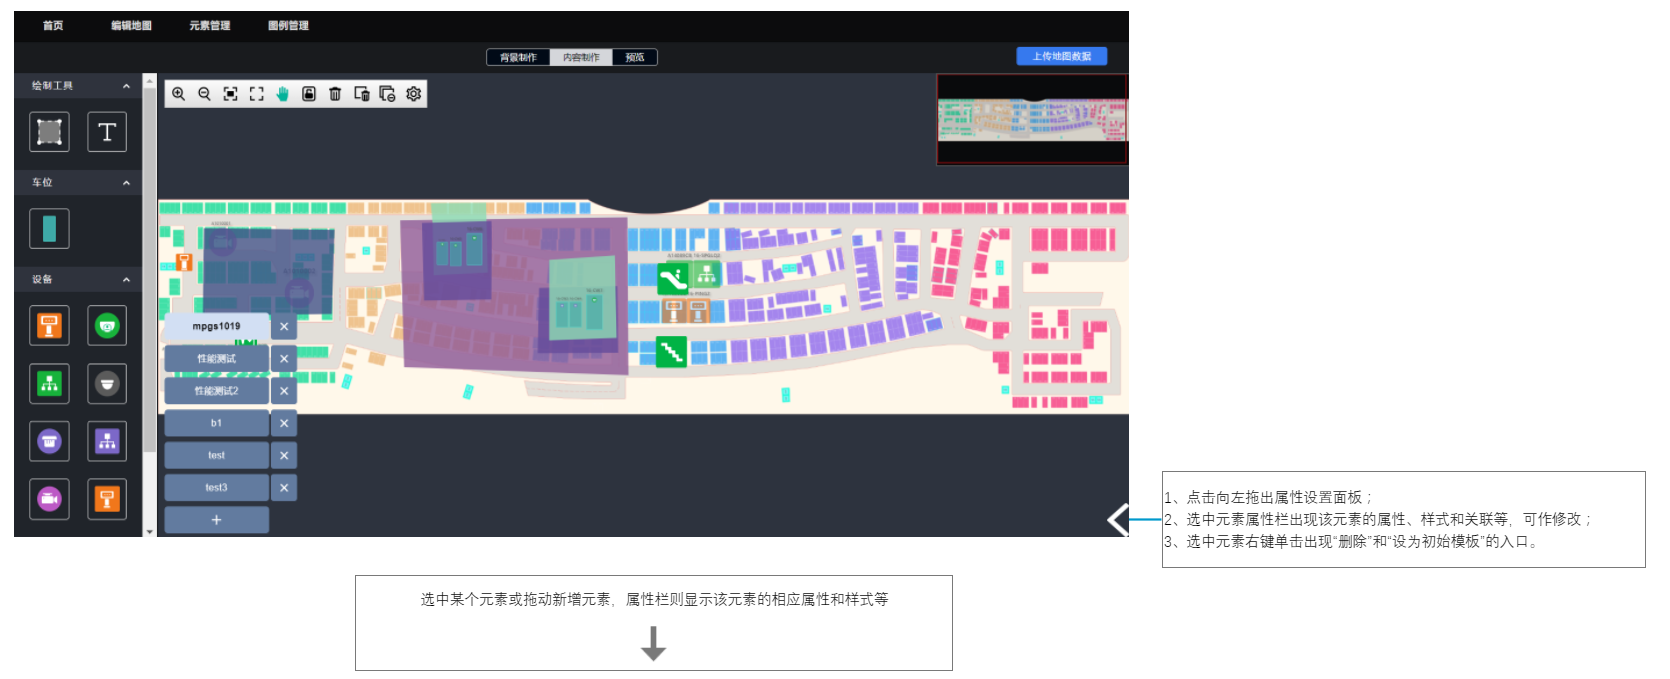 首页 编辑地图 元素管理 图例管理
背景制作 内容制作 预览 上传地图数据
绘制工具
T
车位
设备
mpgs1019
性能测试
性能测试2
b1
test
test3
+
1、点击向左拖出属性设置面板；
2、选中元素属性栏出现该元素的属性、样式和关联等，可作修改；
3、选中元素右键单击出现“删除”和“设为初始模板”的入口。
选中某个元素或拖动新增元素，属性栏则显示该元素的相应属性和样式等